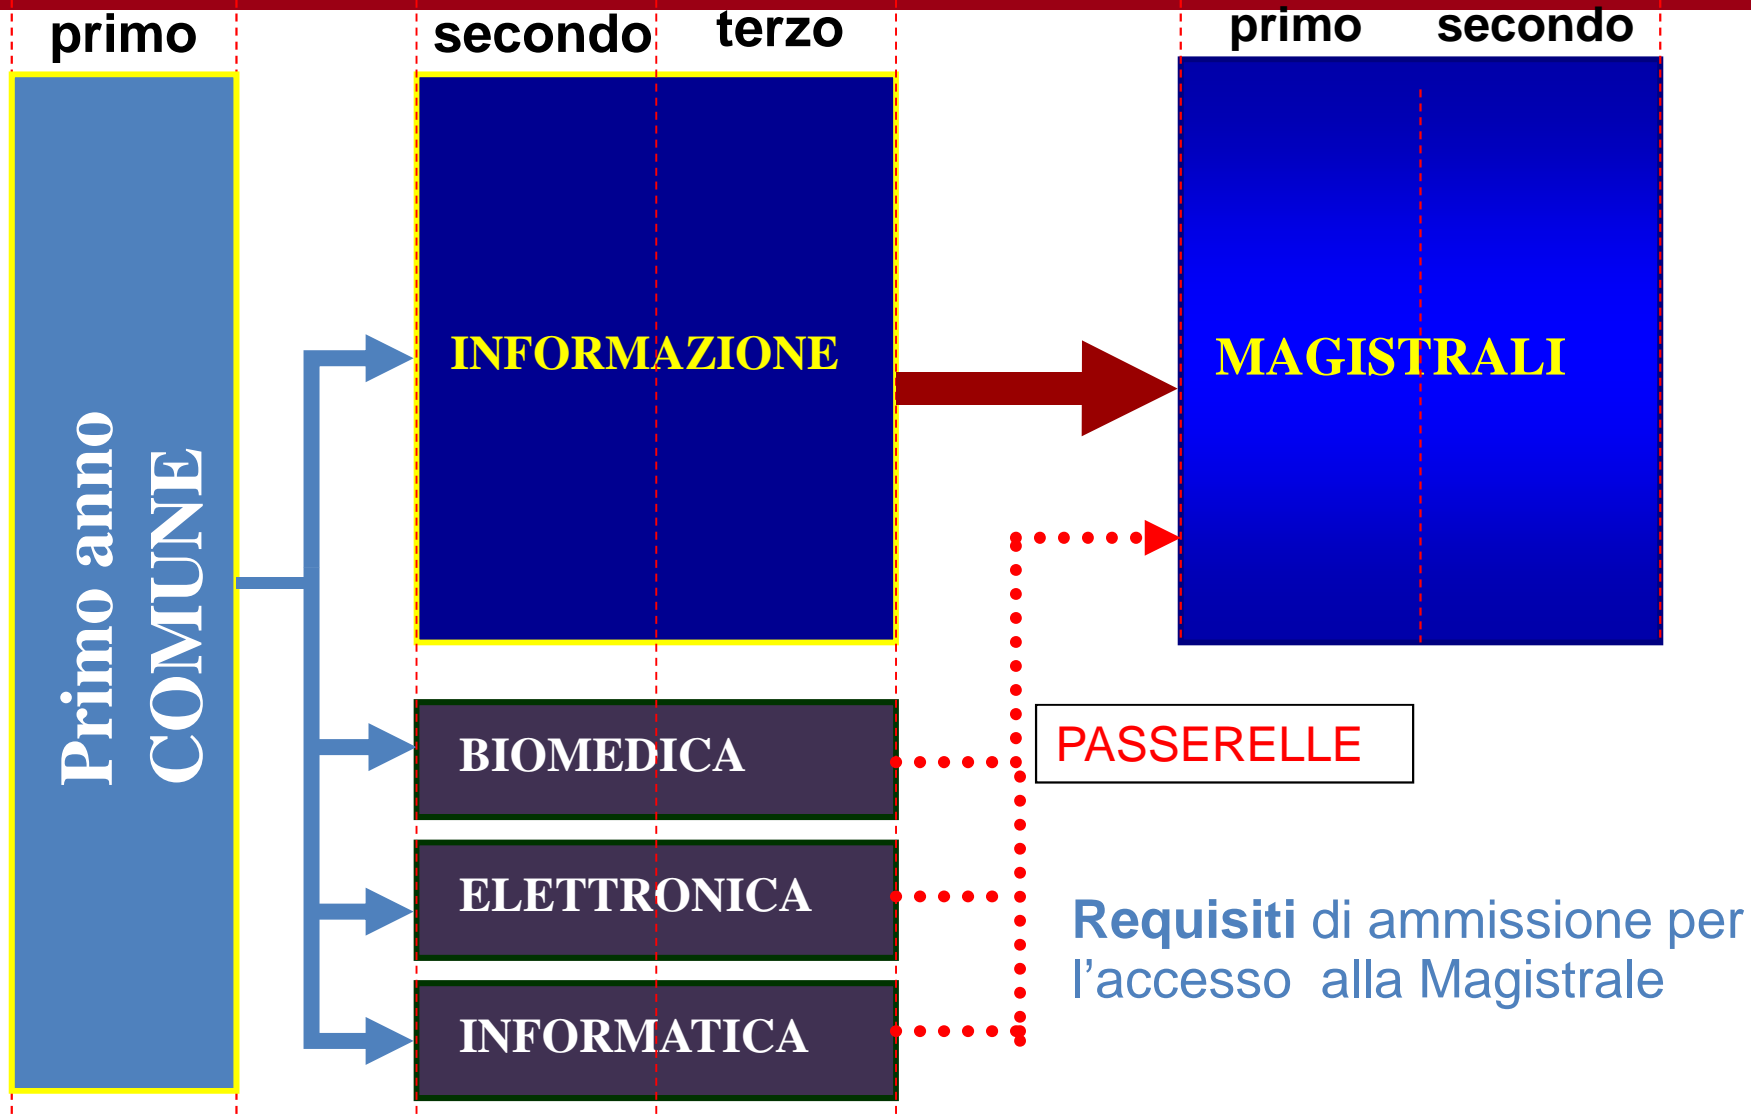 primo
secondo
terzo
primo
secondo
Primo anno
COMUNE
INFORMAZIONE
MAGISTRALI
BIOMEDICA
PASSERELLE
ELETTRONICA
Requisiti di ammissione per
l’accesso alla Magistrale
INFORMATICA